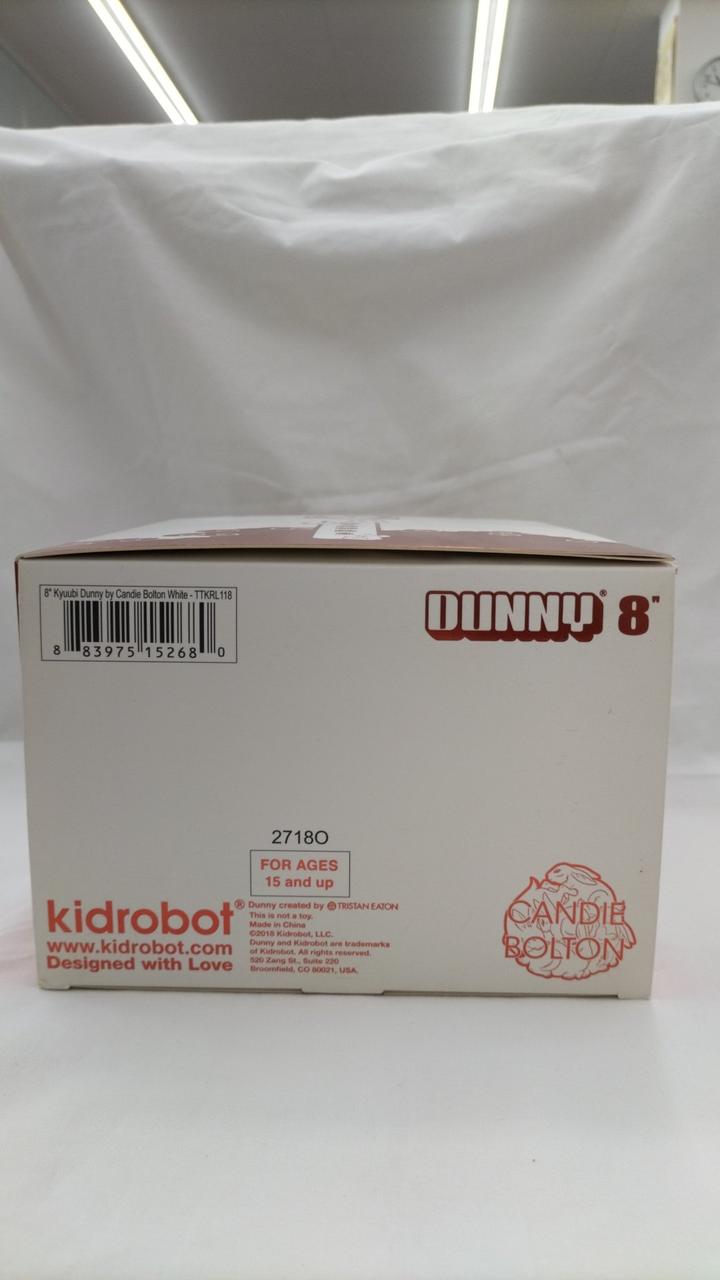 8" Kyuubi Dunny by Candie Bolton White - TTKRL118
8 83975 15268 0
DUNNY® 8"
2718O
FOR AGES
15 and up
kidrobot®
www.kidrobot.com
Designed with Love
Dunny created by TRISTAN EATON
This is not a toy.
Made in China
©2018 Kidrobot, LLC.
Dunny and Kidrobot are trademarks
of Kidrobot. All rights reserved.
520 Zang St., Suite 220
Broomfield, CO 80021, USA.
CANDIE
BOLTON